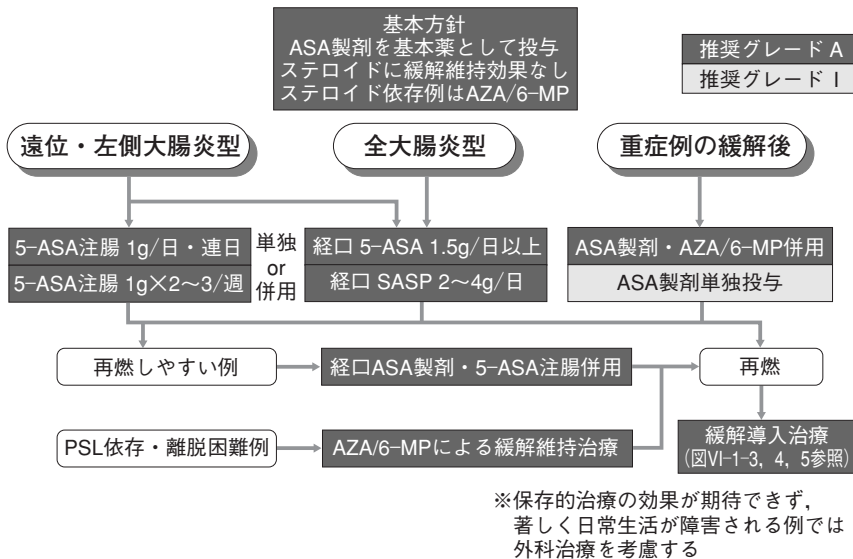 基本方針
ASA製剤を基本薬として投与
ステロイドに緩解維持効果なし
ステロイド依存例はAZA/6-MP
推奨グレード A
推奨グレード I
遠位・左側大腸炎型
全大腸炎型
重症例の緩解後
5-ASA注腸 1g/日・連日
5-ASA注腸 1g×2〜3/週
単独
or
併用
経口 5-ASA 1.5g/日以上
経口 SASP 2〜4g/日
ASA製剤・AZA/6-MP併用
ASA製剤単独投与
再燃しやすい例
経口ASA製剤・5-ASA注腸併用
再燃
PSL依存・離脱困難例
AZA/6-MPによる緩解維持治療
緩解導入治療
(図VI-1-3, 4, 5参照)
※保存的治療の効果が期待できず,
著しく日常生活が障害される例では
外科治療を考慮する